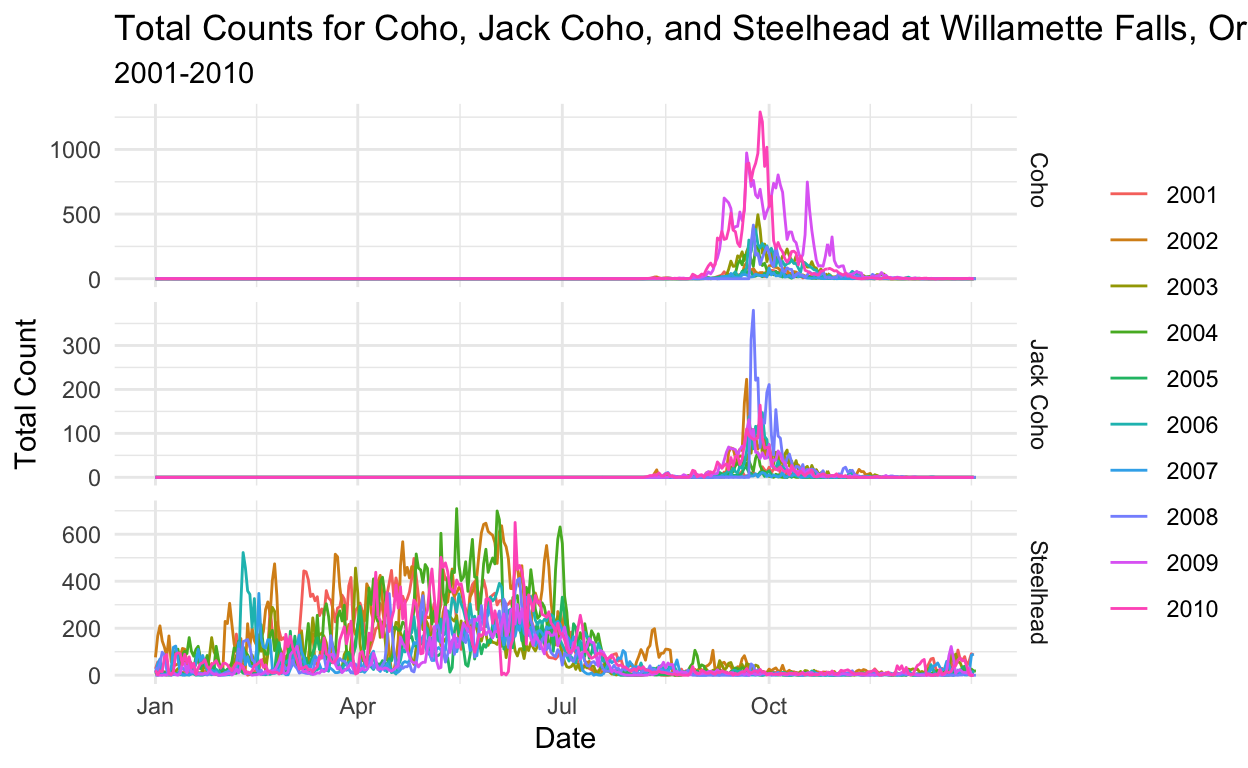 Total Counts for Coho, Jack Coho, and Steelhead at Willamette Falls, Or
2001-2010
Total Count
1000
500
0
Coho
300
200
100
0
Jack Coho
600
400
200
0
Steelhead
Jan
Apr
Jul
Oct
Date
2001
2002
2003
2004
2005
2006
2007
2008
2009
2010